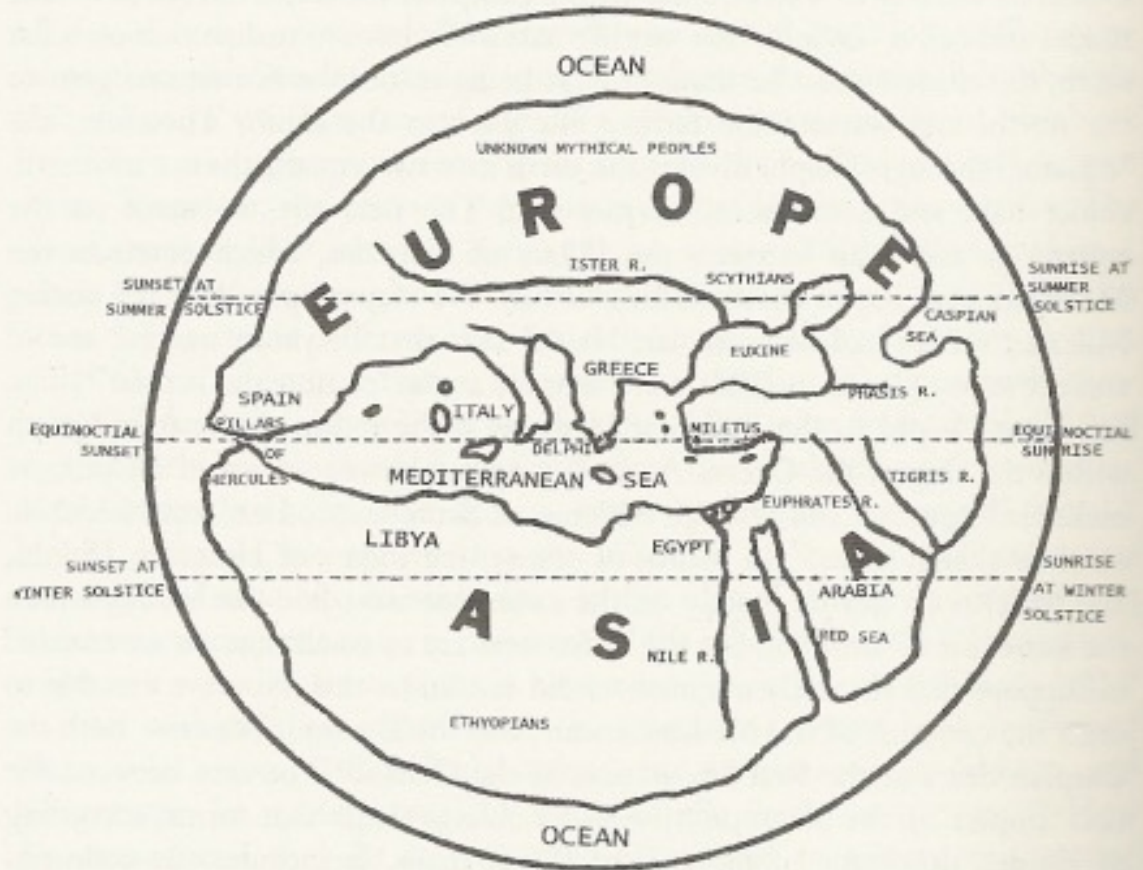 OCEAN
UNKNOWN MYTHICAL PEOPLES
EUROPE
ISTER R.
SCYTHIANS
SUNSET AT
SUMMER SOLSTICE
SUNRISE AT
SUMMER
SOLSTICE
CASPIAN
SEA
EUXINE
GREECE
PHASIS R.
SPAIN
ITALY
PILLARS
OF
HERCULES
EQUINOCTIAL
SUNSET
DELPHI
MILETUS
EQUINOCTIAL
SUNRISE
MEDITERRANEAN SEA
TIGRIS R.
EUPHRATES R.
LIBYA
EGYPT
SUNSET AT
WINTER SOLSTICE
SUNRISE
AT WINTER
SOLSTICE
ASIA
ARABIA
RED SEA
NILE R.
ETHYOPIANS
OCEAN